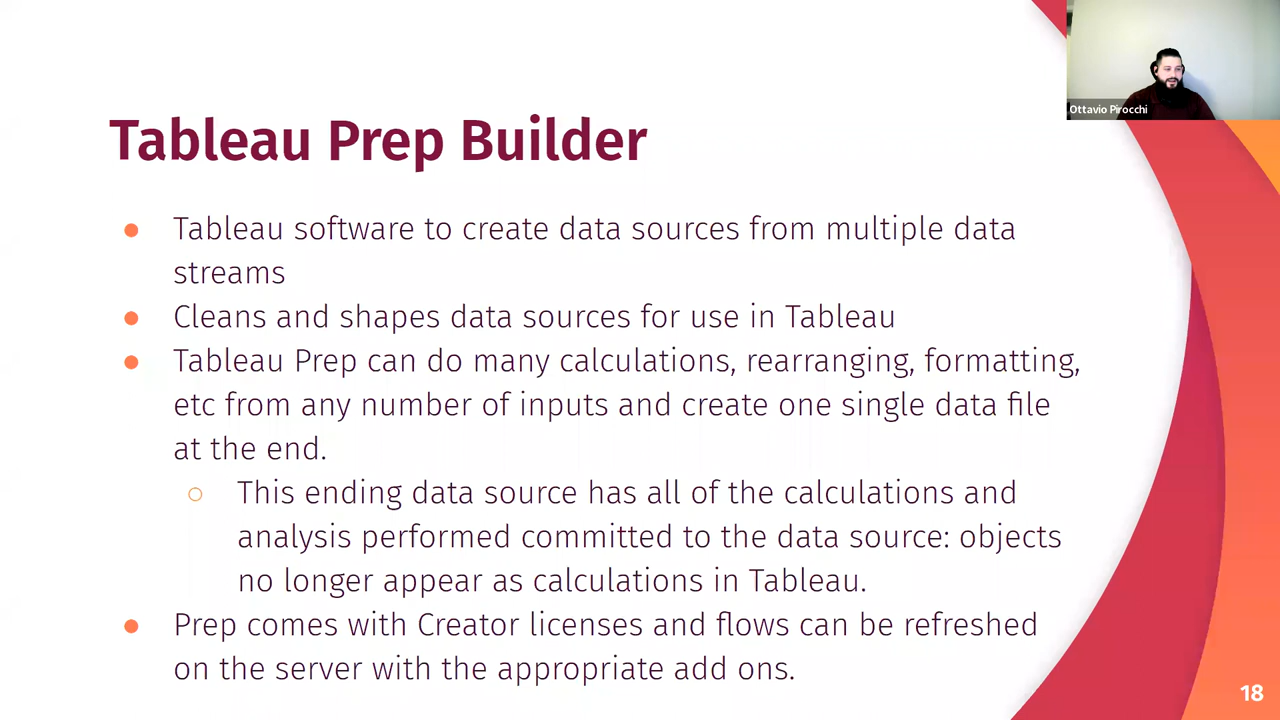 Ottavio Pirocchi
Tableau Prep Builder
● Tableau software to create data sources from multiple data
streams
● Cleans and shapes data sources for use in Tableau
● Tableau Prep can do many calculations, rearranging, formatting,
etc from any number of inputs and create one single data file
at the end.
○ This ending data source has all of the calculations and
analysis performed committed to the data source: objects
no longer appear as calculations in Tableau.
● Prep comes with Creator licenses and flows can be refreshed
on the server with the appropriate add ons.
18